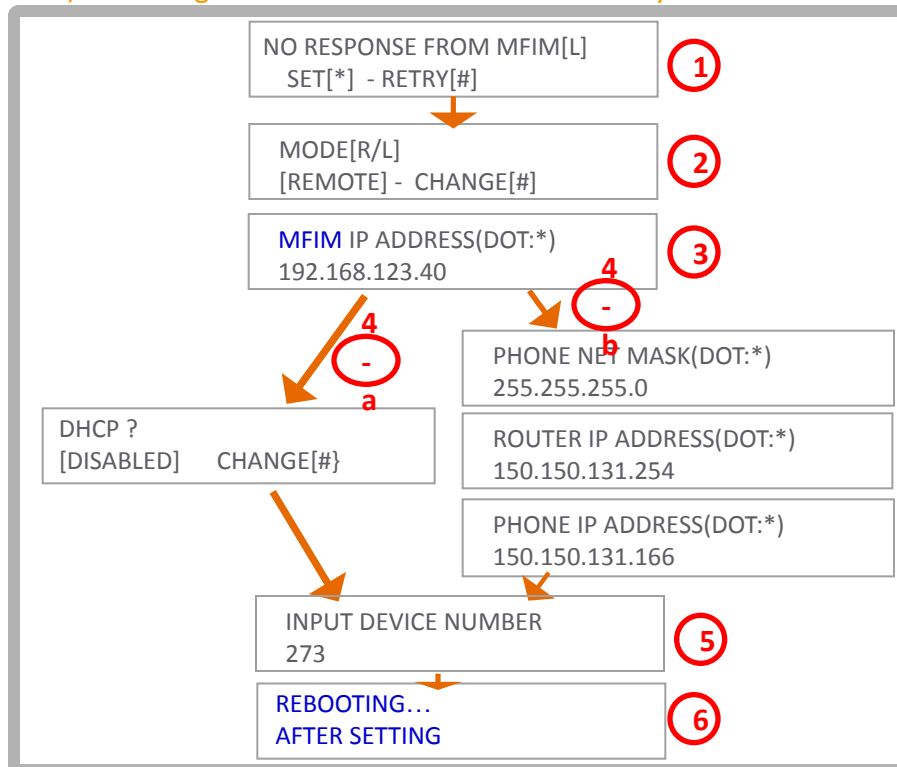 NO RESPONSE FROM MFIM[L]
SET[*] - RETRY[#]
1
MODE[R/L]
[REMOTE] - CHANGE[#]
2
MFIM IP ADDRESS(DOT:*)
192.168.123.40
3
4
-
b
4
-
a
PHONE NET MASK(DOT:*)
255.255.255.0
DHCP ?
[DISABLED] CHANGE[#}
ROUTER IP ADDRESS(DOT:*)
150.150.131.254
PHONE IP ADDRESS(DOT:*)
150.150.131.166
INPUT DEVICE NUMBER
273
5
REBOOTING…
AFTER SETTING
6